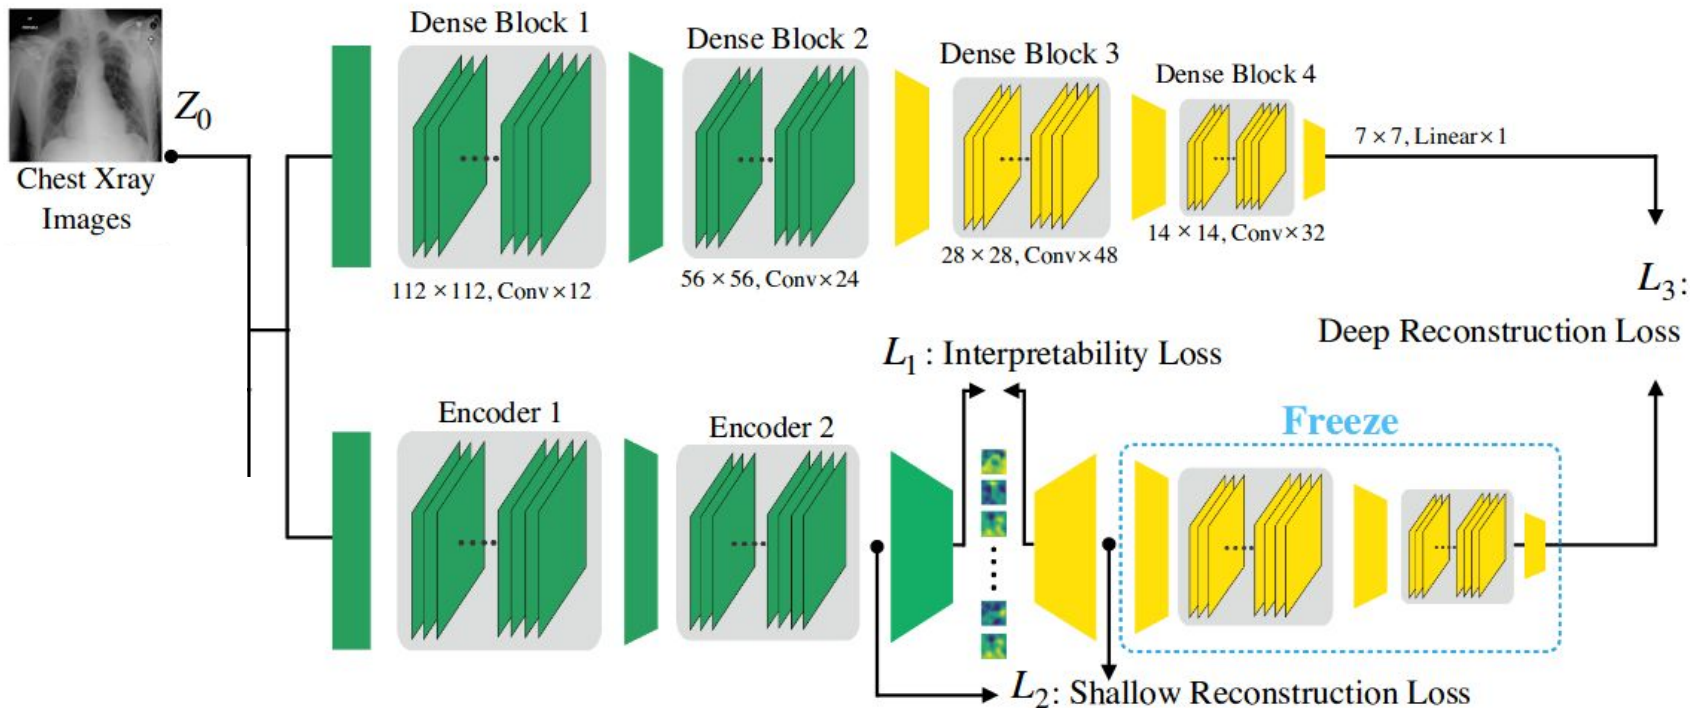 Dense Block 1
Dense Block 2
Dense Block 3
Dense Block 4
Z0
Chest Xray
Images
7 × 7, Linear×1
112 × 112, Conv×12
56 × 56, Conv×24
28 × 28, Conv×48
14 × 14, Conv×32
L3:
Deep Reconstruction Loss
L1 : Interpretability Loss
Encoder 1
Encoder 2
Freeze
L2: Shallow Reconstruction Loss